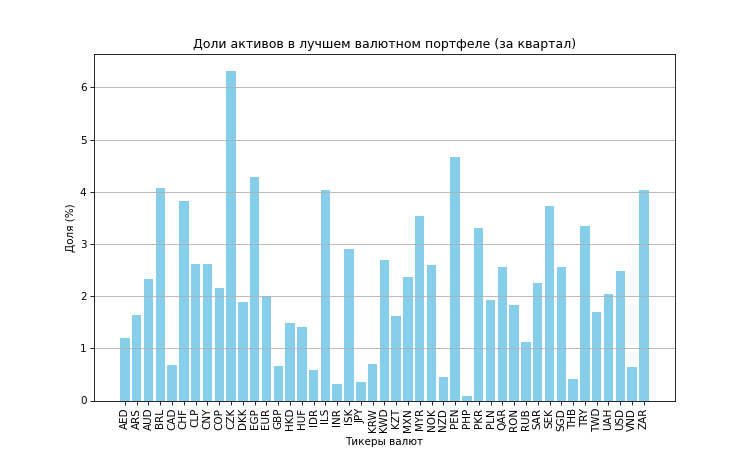 Доли активов в лучшем валютном портфеле (за квартал)
Доля (%)
6
5
4
3
2
1
0
AED ARS AUD BRL CAD CHF CLP CNY COP CZK DKK EGP EUR GBP HKD HUF IDR ILS INR ISK JPY KRW KWD KZT MXN MYR NOK NZD PEN PHP PKR PLN QAR RON RUB SAR SEK SGD THB TRY TWD UAH USD VND ZAR
Тикеры валют